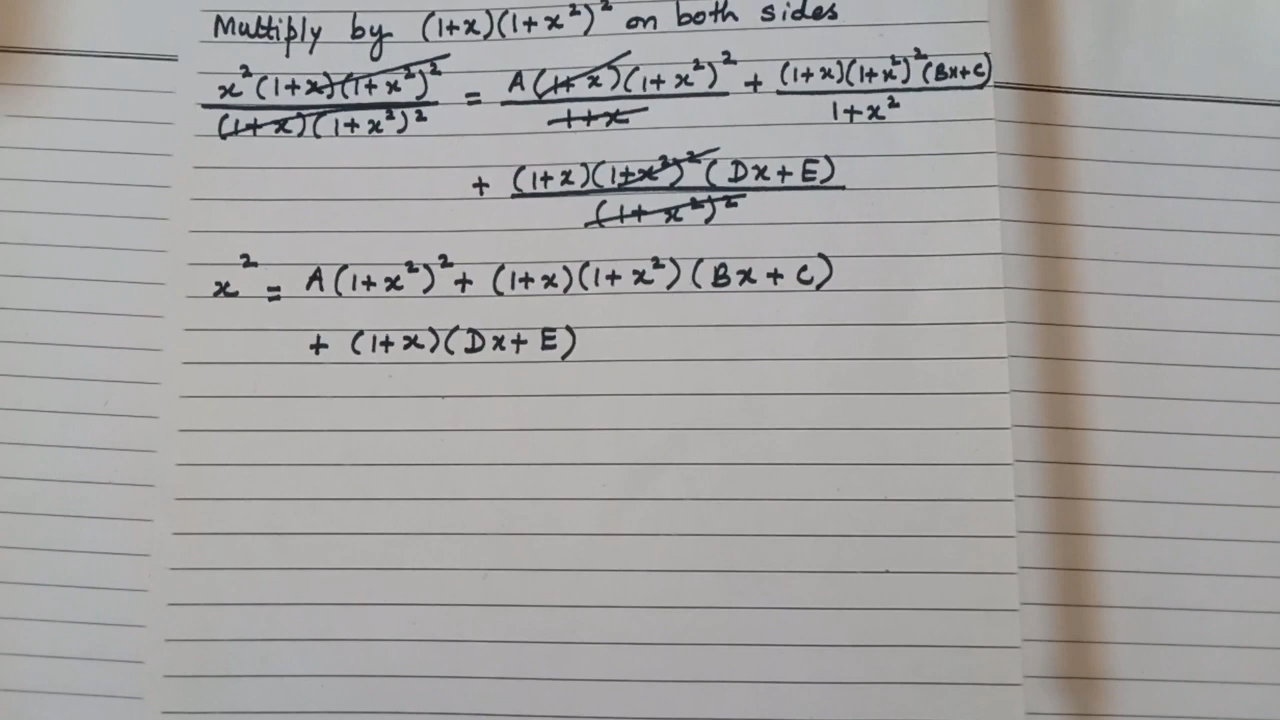 Multiply by (1+x)(1+x²)² on both sides
x²(1+x)(1+x²)² / (1+x)(1+x²)² = A(1+x)(1+x²)² / 1+x + (1+x)(1+x²)²(Bx+C) / 1+x²
+ (1+x)(1+x²)²(Dx+E) / (1+x²)²
x² = A(1+x²)² + (1+x)(1+x²)(Bx+C)
+ (1+x)(Dx+E)